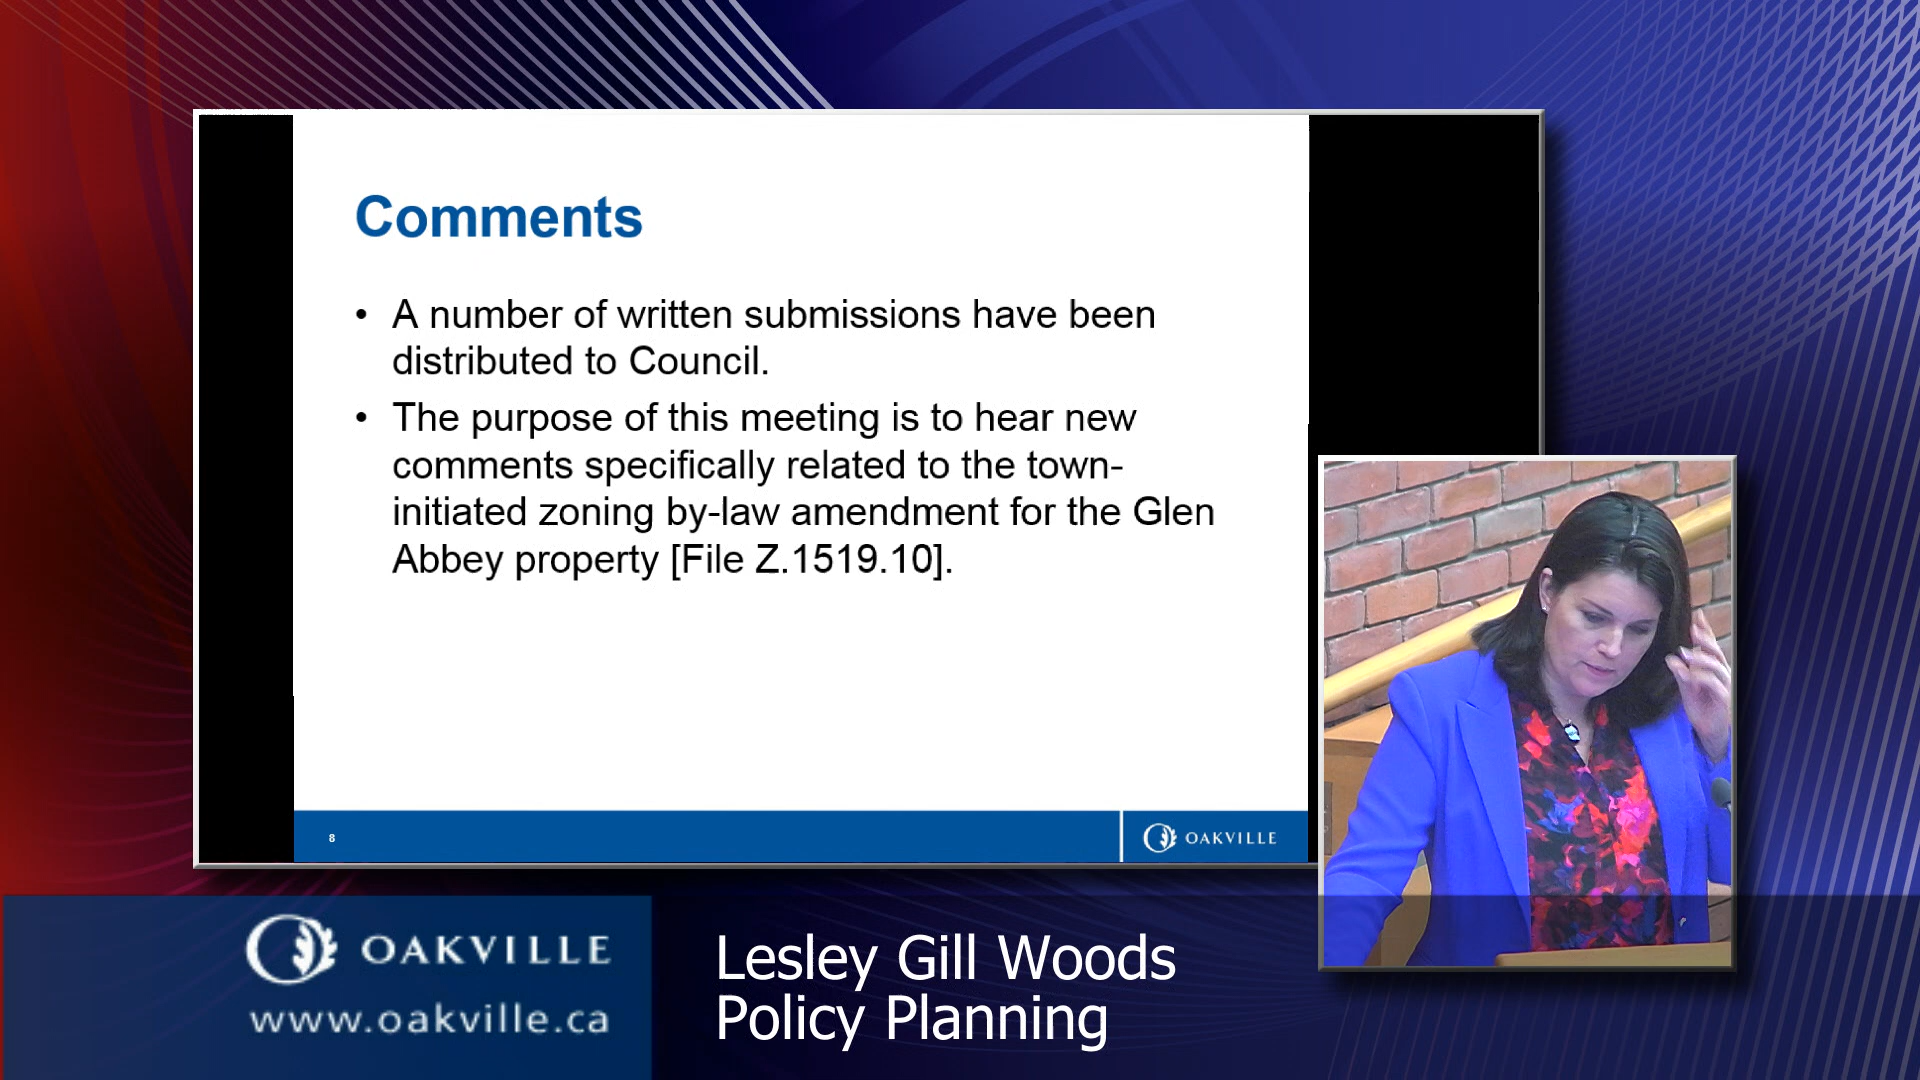 Comments
• A number of written submissions have been
distributed to Council.
• The purpose of this meeting is to hear new
comments specifically related to the town-
initiated zoning by-law amendment for the Glen
Abbey property [File Z.1519.10].
8
OAKVILLE
OAKVILLE
www.oakville.ca
Lesley Gill Woods
Policy Planning